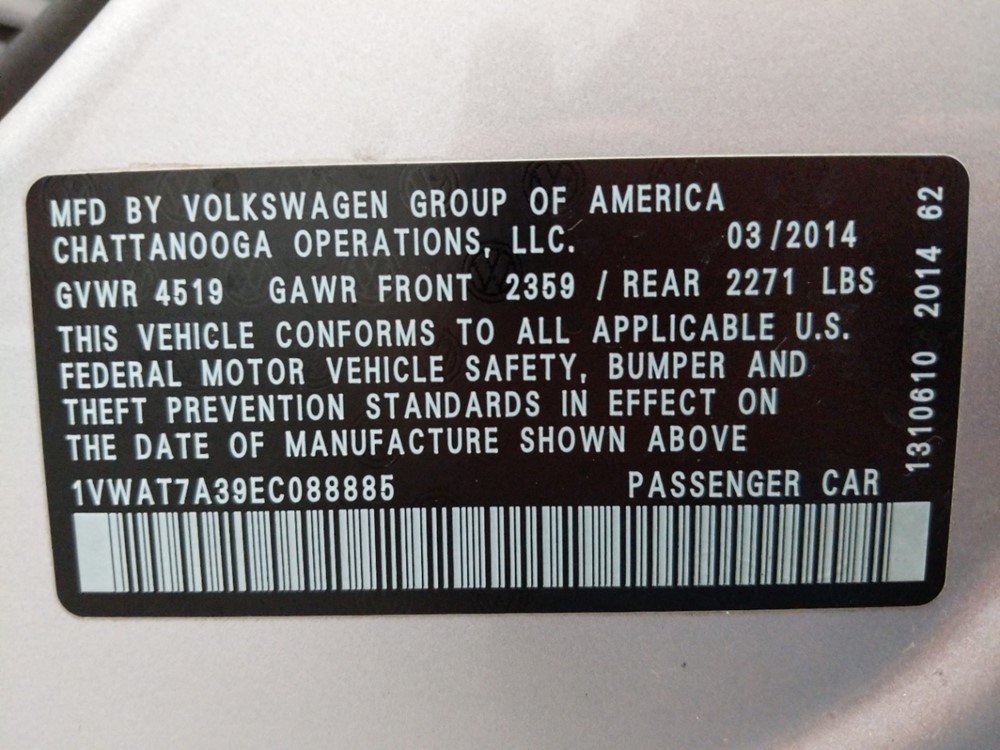 MFD BY VOLKSWAGEN GROUP OF AMERICA
CHATTANOOGA OPERATIONS, LLC. 03/2014
GVWR 4519 GAWR FRONT 2359 / REAR 2271 LBS
THIS VEHICLE CONFORMS TO ALL APPLICABLE U.S.
FEDERAL MOTOR VEHICLE SAFETY, BUMPER AND
THEFT PREVENTION STANDARDS IN EFFECT ON
THE DATE OF MANUFACTURE SHOWN ABOVE
1VWAT7A39EC088885 PASSENGER CAR
1310610 2014 62